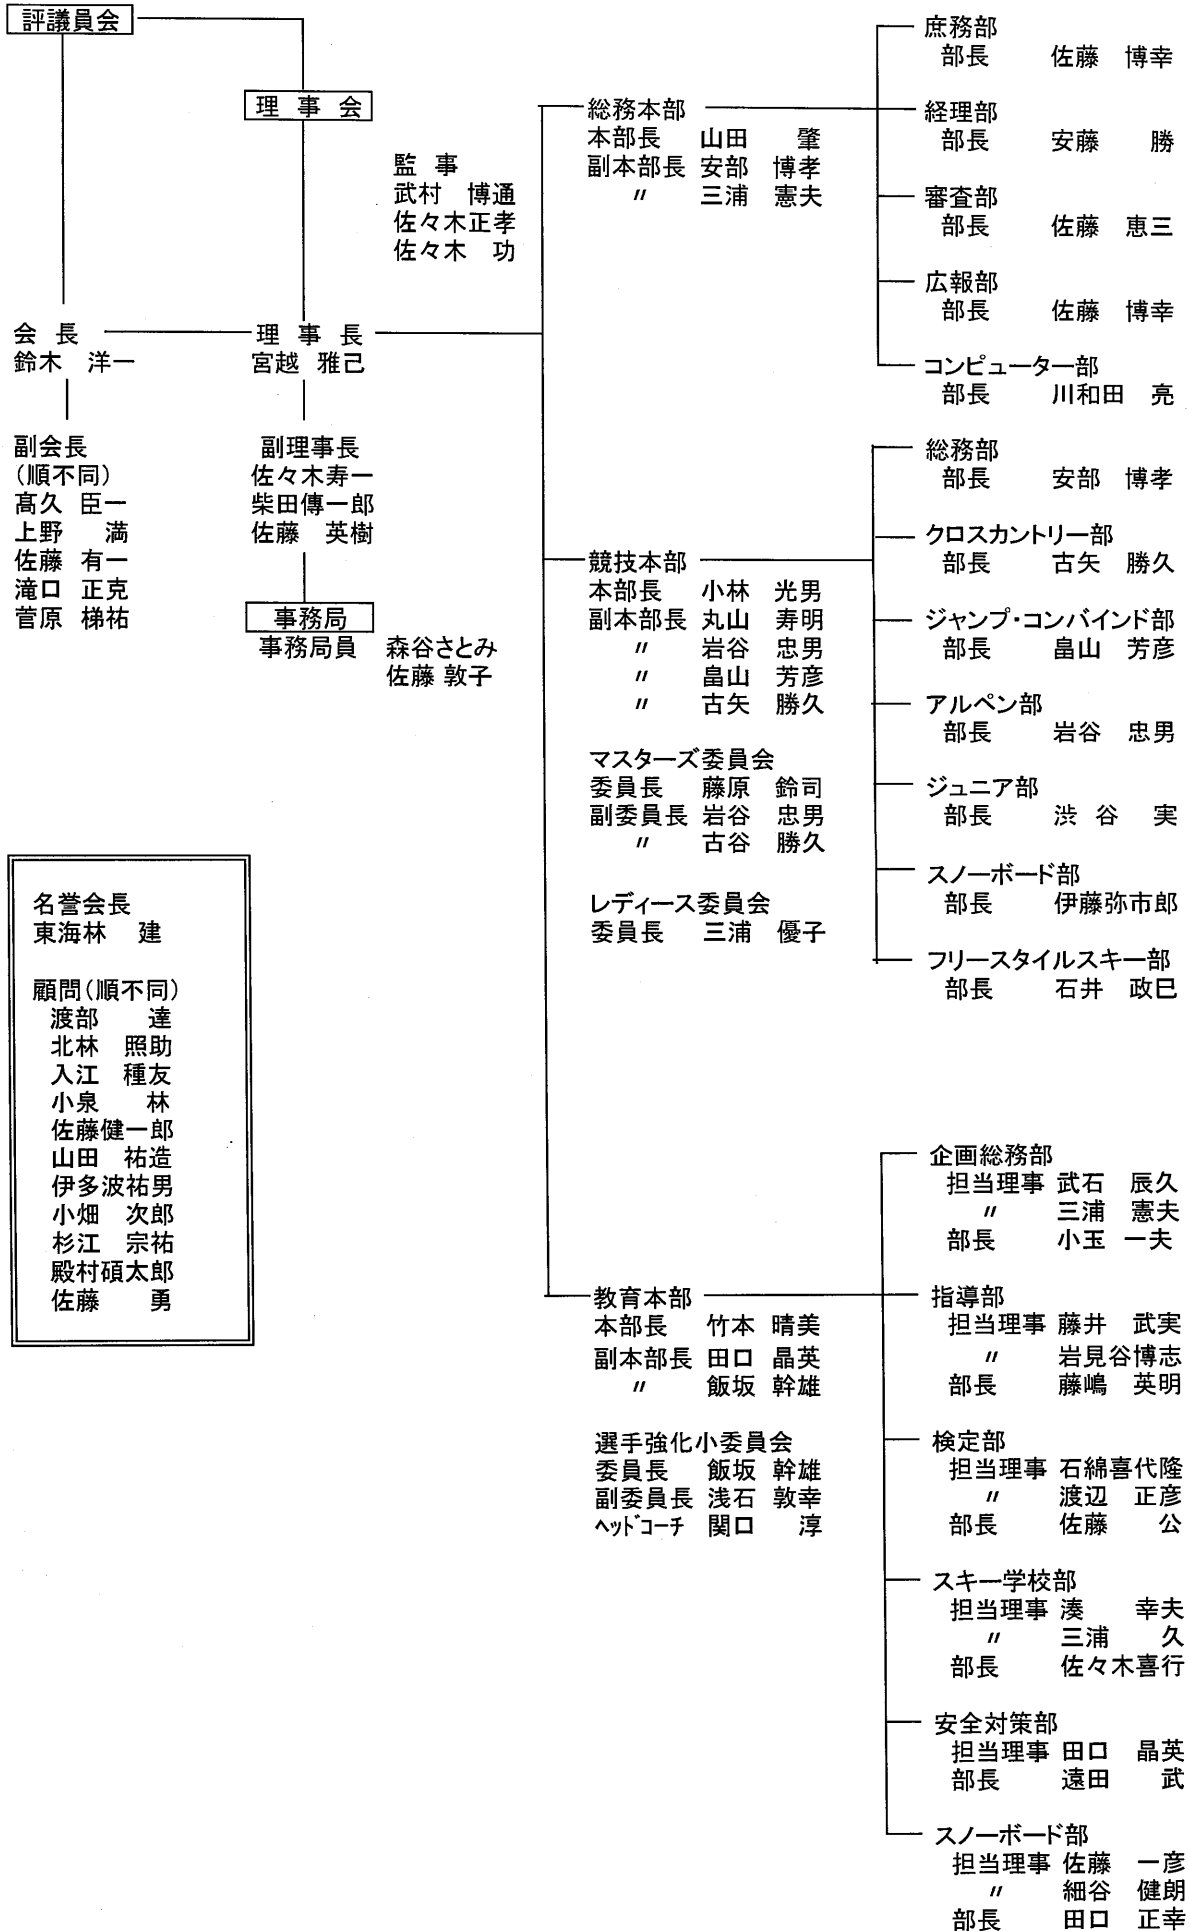 評議員会
理事会
監事
武村 博通
佐々木正孝
佐々木 功
会長
鈴木 洋一
理事長
宮越 雅己
副会長
(順不同)
髙久 臣一
上野 満
佐藤 有一
滝口 正克
菅原 梯祐
副理事長
佐々木寿一
柴田傳一郎
佐藤 英樹
事務局
事務局員 森谷さとみ
佐藤 敦子
名誉会長
東海林 建
顧問(順不同)
渡部 達
北林 照助
入江 種友
小泉 林
佐藤健一郎
山田 祐造
伊多波祐男
小畑 次郎
杉江 宗祐
殿村碩太郎
佐藤 勇
総務本部
本部長 山田 肇
副本部長 安部 博孝
〃 三浦 憲夫
庶務部
部長 佐藤 博幸
経理部
部長 安藤 勝
審査部
部長 佐藤 恵三
広報部
部長 佐藤 博幸
コンピューター部
部長 川和田 亮
競技本部
本部長 小林 光男
副本部長 丸山 寿明
〃 岩谷 忠男
〃 畠山 芳彦
〃 古矢 勝久
マスターズ委員会
委員長 藤原 鈴司
副委員長 岩谷 忠男
〃 古谷 勝久
レディース委員会
委員長 三浦 優子
総務部
部長 安部 博孝
クロスカントリー部
部長 古矢 勝久
ジャンプ・コンバインド部
部長 畠山 芳彦
アルペン部
部長 岩谷 忠男
ジュニア部
部長 渋谷 実
スノーボード部
部長 伊藤弥市郎
フリースタイルスキー部
部長 石井 政巳
教育本部
本部長 竹本 晴美
副本部長 田口 晶英
〃 飯坂 幹雄
選手強化小委員会
委員長 飯坂 幹雄
副委員長 浅石 敦幸
ヘッドコーチ 関口 淳
企画総務部
担当理事 武石 辰久
〃 三浦 憲夫
部長 小玉 一夫
指導部
担当理事 藤井 武実
〃 岩見谷博志
部長 藤嶋 英明
検定部
担当理事 石綿喜代隆
〃 渡辺 正彦
部長 佐藤 公
スキー学校部
担当理事 湊 幸夫
〃 三浦 久
部長 佐々木喜行
安全対策部
担当理事 田口 晶英
部長 遠田 武
スノーボード部
担当理事 佐藤 一彦
〃 細谷 健朗
部長 田口 正幸